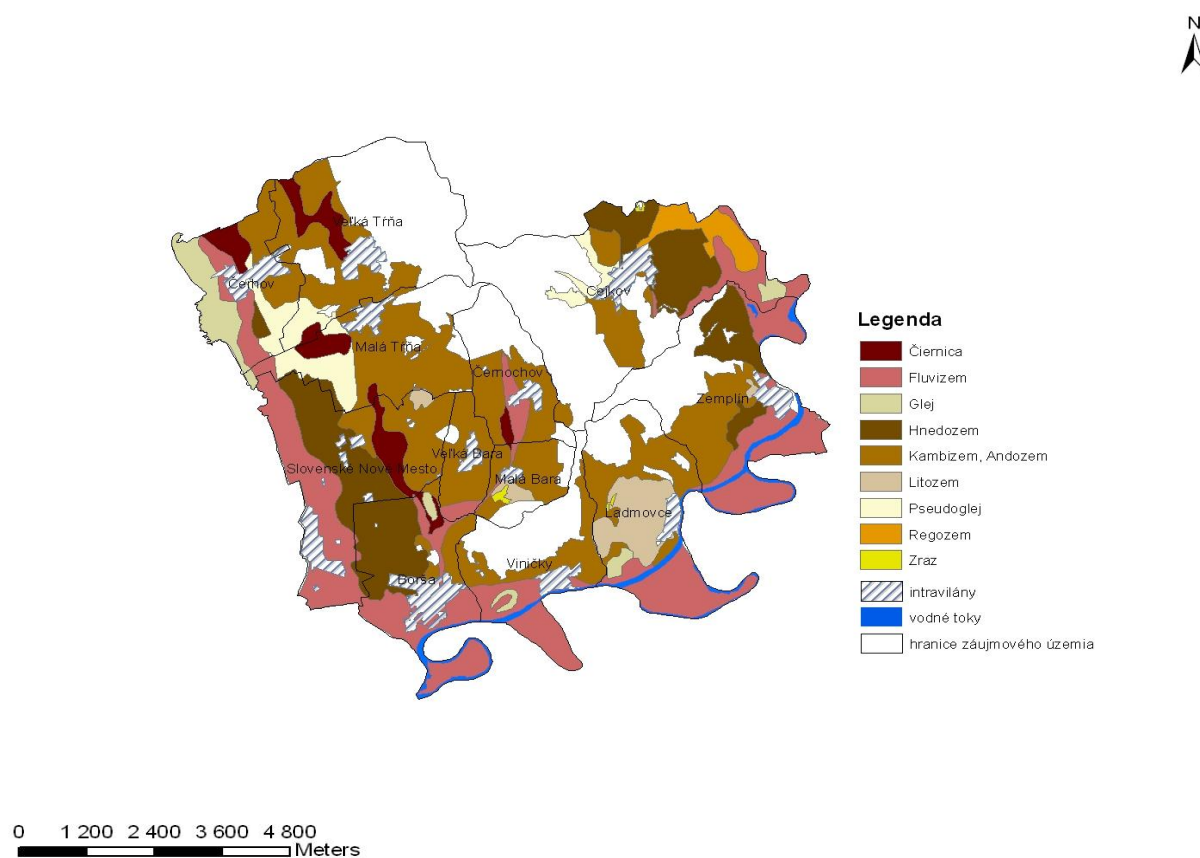 N
Veľká Tŕňa
Čerhov
Cejkov
Malá Tŕňa
Černochov
Zemplín
Veľká Bara
Slovenské Nové Mesto
Malá Bara
Ladmovce
Viničky
Borša
Legenda
Čiernica
Fluvizem
Glej
Hnedozem
Kambizem, Andozem
Litozem
Pseudoglej
Regozem
Zraz
intravilány
vodné toky
hranice záujmového územia
0 1 200 2 400 3 600 4 800
Meters